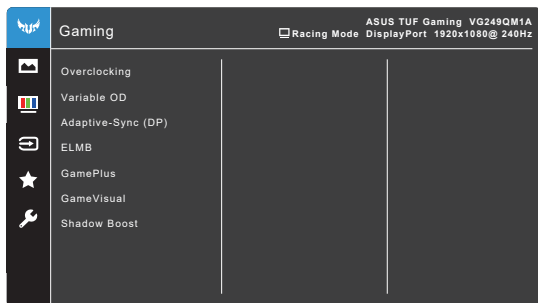 Gaming
ASUS TUF Gaming VG249QM1A
Racing Mode DisplayPort 1920x1080@ 240Hz
Overclocking
Variable OD
Adaptive-Sync (DP)
ELMB
GamePlus
GameVisual
Shadow Boost